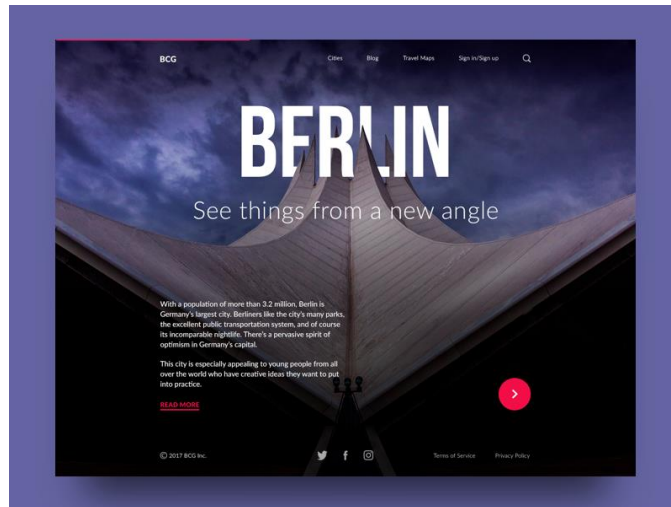 BCG
Cities Blog Travel Maps Sign in/Sign up
BERLIN
See things from a new angle
With a population of more than 3.2 million, Berlin is
Germany's largest city. Berliners like the city's many parks,
the excellent public transportation system, and of course
its incomparable nightlife. There's a pervasive spirit of
optimism in Germany's capital.
This city is especially appealing to young people from all
over the world who have creative ideas they want to put
into practice.
READ MORE
© 2017 BCG Inc.
Terms of Service Privacy Policy